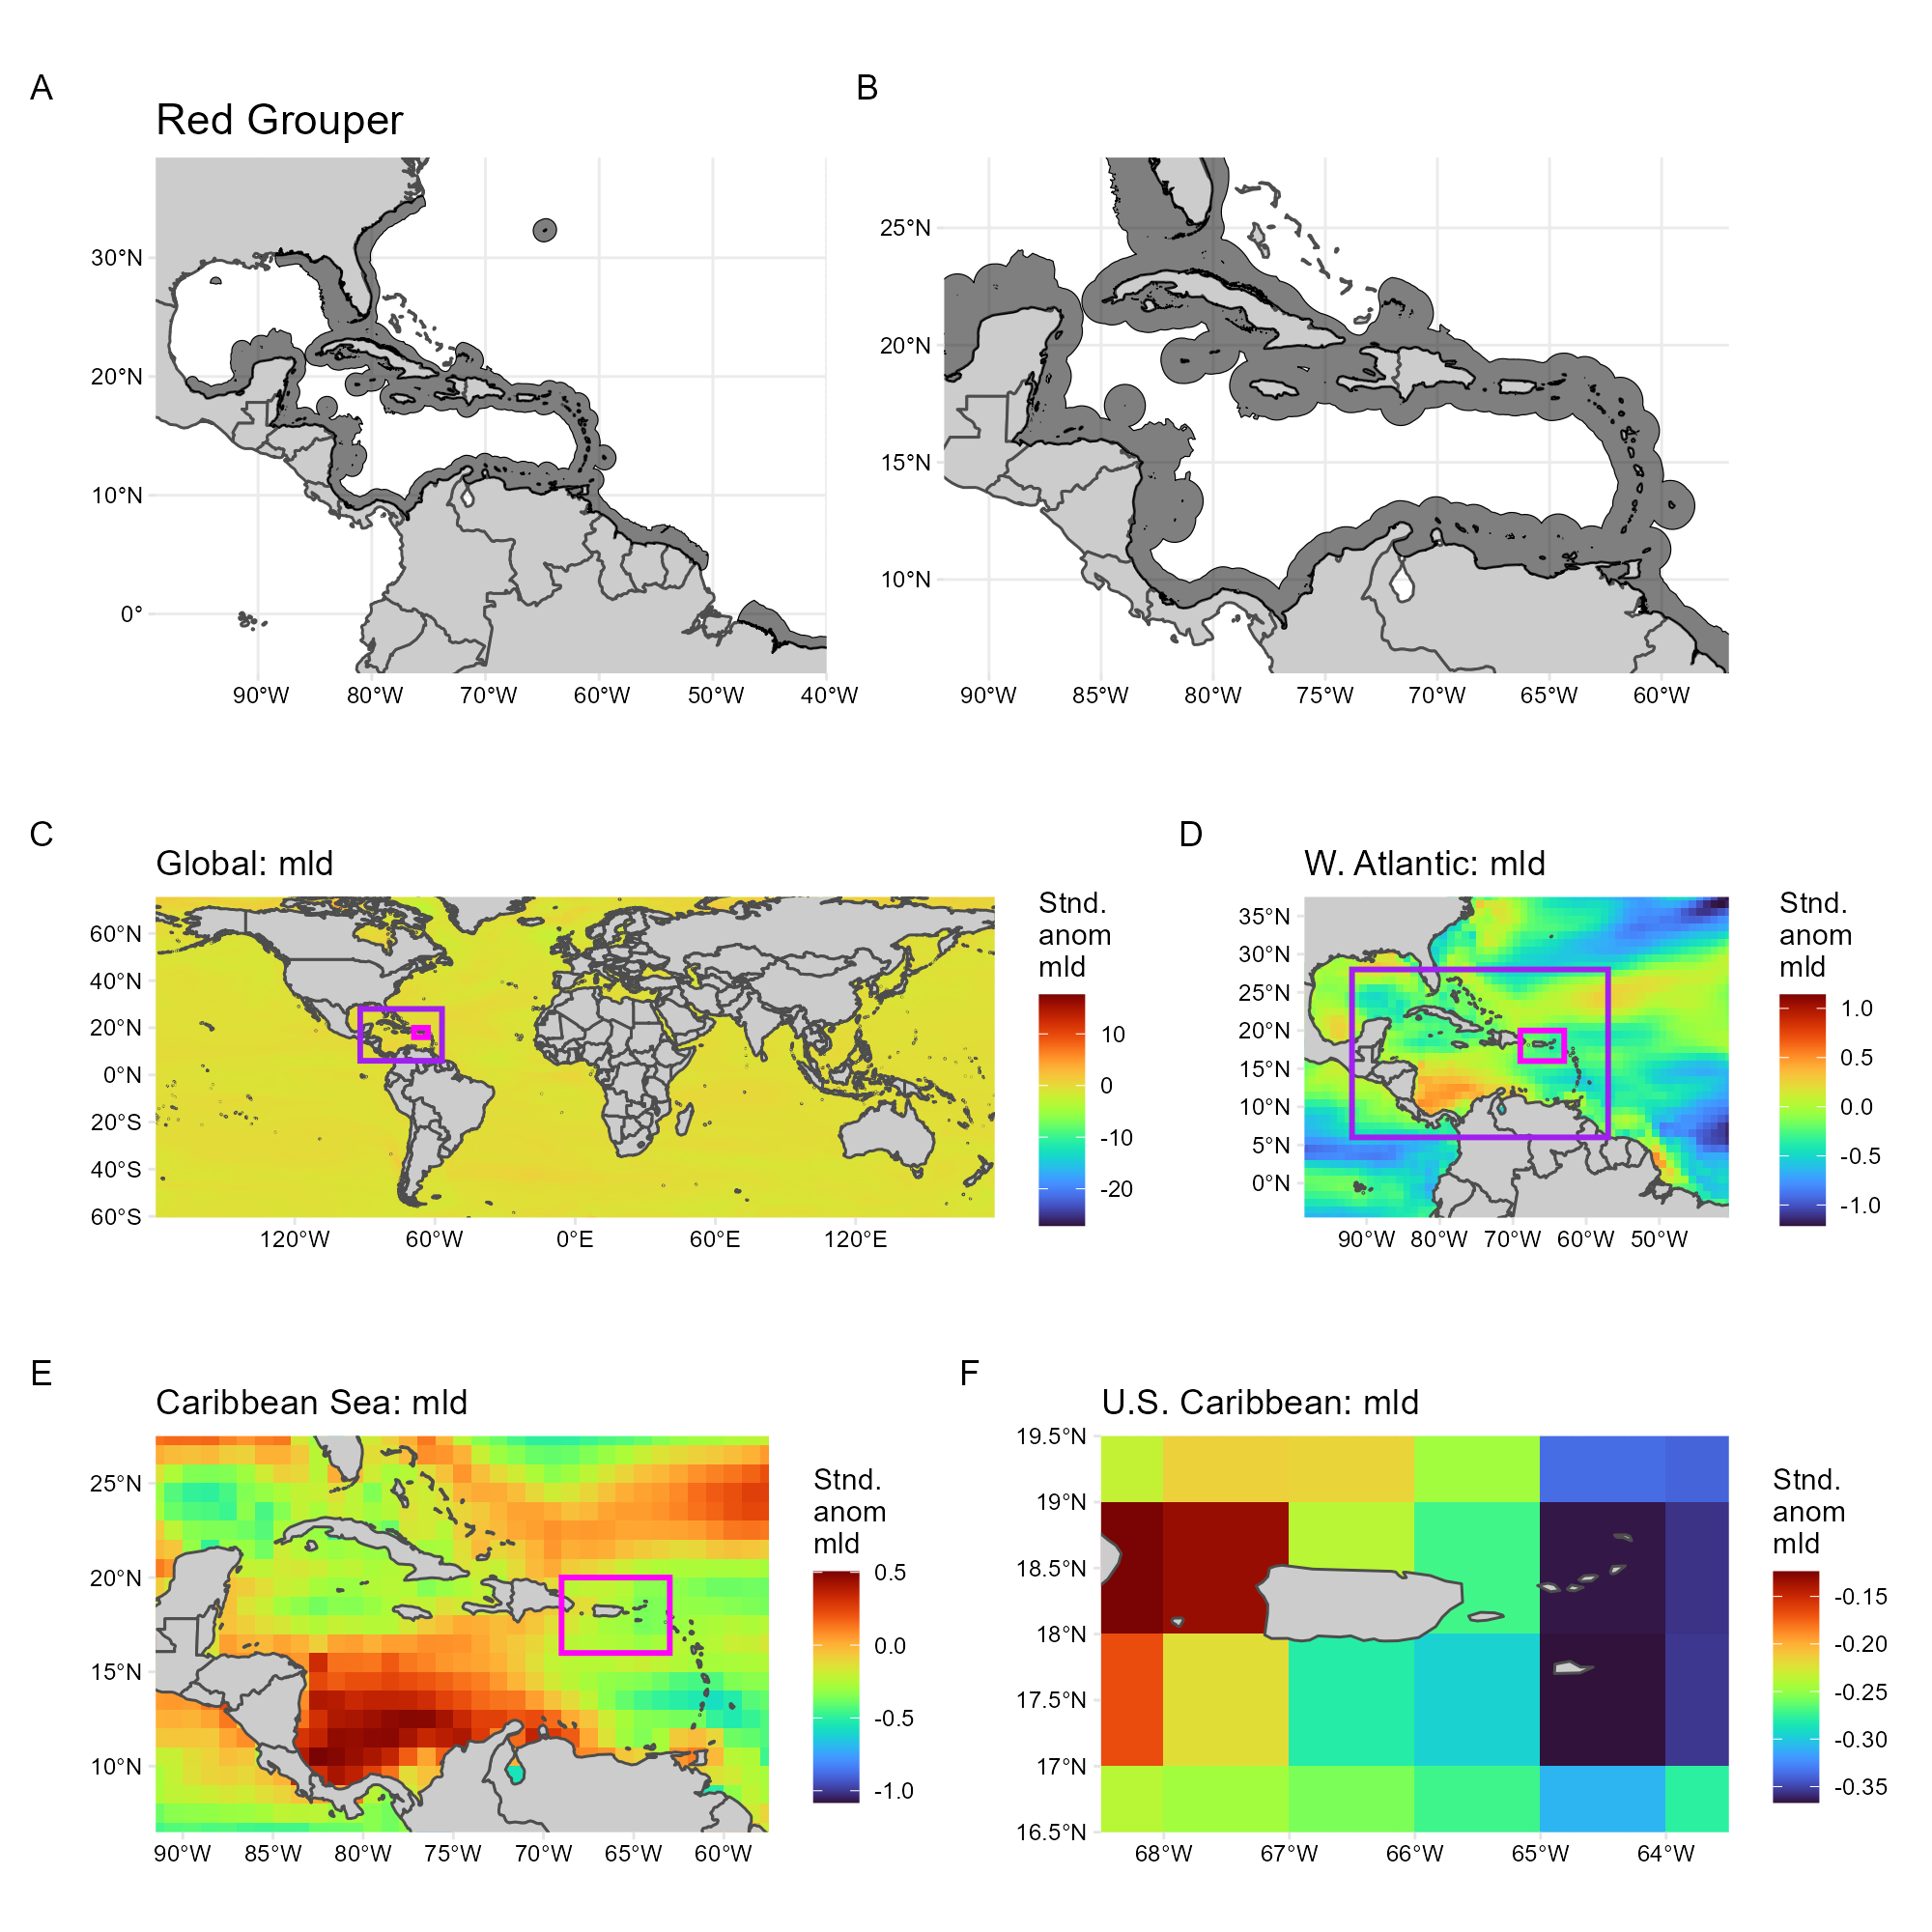 A
B
Red Grouper
30°N
20°N
10°N
0°
90°W 80°W 70°W 60°W 50°W 40°W
25°N
20°N
15°N
10°N
90°W 85°W 80°W 75°W 70°W 65°W 60°W
C
D
Global: mld
60°N
40°N
20°N
0°N
20°S
40°S
60°S
120°W 60°W 0°E 60°E 120°E
Stnd.
anom
mld
10
0
-10
-20
W. Atlantic: mld
35°N
30°N
25°N
20°N
15°N
10°N
5°N
0°N
90°W 80°W 70°W 60°W 50°W
Stnd.
anom
mld
1.0
0.5
0.0
-0.5
-1.0
E
F
Caribbean Sea: mld
25°N
20°N
15°N
10°N
90°W 85°W 80°W 75°W 70°W 65°W 60°W
Stnd.
anom
mld
0.5
0.0
-0.5
-1.0
U.S. Caribbean: mld
19.5°N
19°N
18.5°N
18°N
17.5°N
17°N
16.5°N
68°W 67°W 66°W 65°W 64°W
Stnd.
anom
mld
-0.15
-0.20
-0.25
-0.30
-0.35